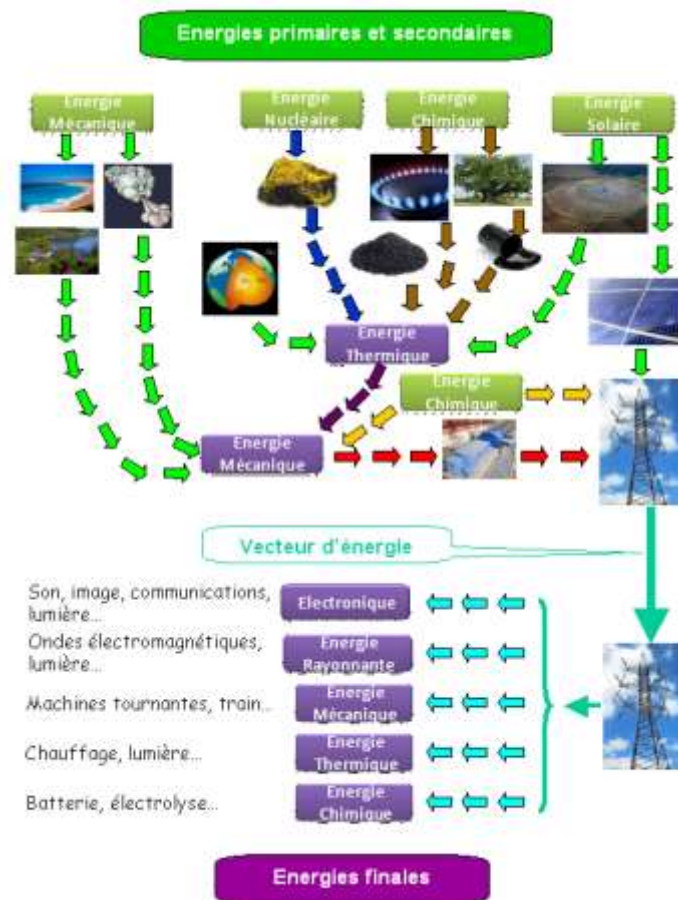 Energies primaires et secondaires
Energie
Mécanique
Energie
Nucléaire
Energie
Chimique
Energie
Solaire
Energie
Thermique
Energie
Chimique
Energie
Mécanique
Vecteur d'énergie
Son, image, communications,
lumière...
Electronique
Ondes électromagnétiques,
lumière...
Energie
Rayonnante
Machines tournantes, train...
Energie
Mécanique
Chauffage, lumière...
Energie
Thermique
Batterie, électrolyse...
Energie
Chimique
Energies finales